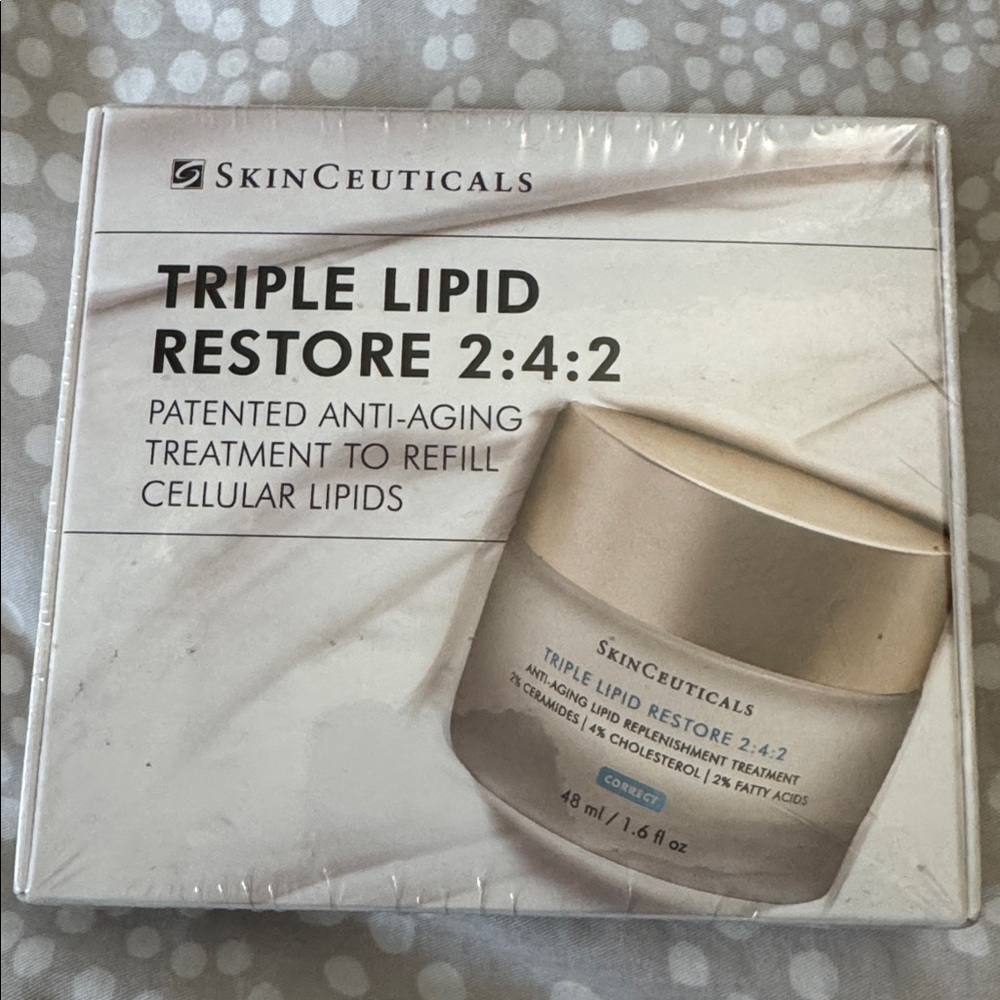 SKINCEUTICALS
TRIPLE LIPID
RESTORE 2:4:2
PATENTED ANTI-AGING
TREATMENT TO REFILL
CELLULAR LIPIDS
SKINCEUTICALS
TRIPLE LIPID RESTORE 2:4:2
ANTI-AGING LIPID REPLENISHMENT TREATMENT
2% CERAMIDES | 4% CHOLESTEROL | 2% FATTY ACIDS
CORRECT
48 ml / 1.6 fl oz